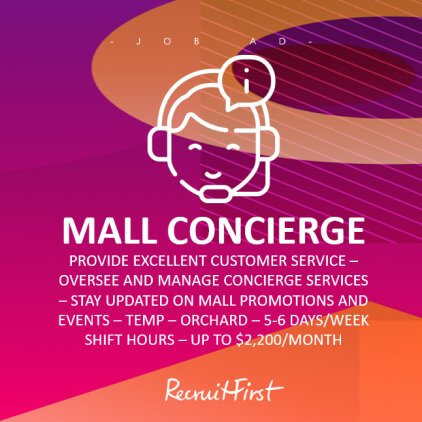 - JOB AD -
i
MALL CONCIERGE
PROVIDE EXCELLENT CUSTOMER SERVICE –
OVERSEE AND MANAGE CONCIERGE SERVICES
– STAY UPDATED ON MALL PROMOTIONS AND
EVENTS – TEMP – ORCHARD – 5-6 DAYS/WEEK
SHIFT HOURS – UP TO $2,200/MONTH
RecruitFirst